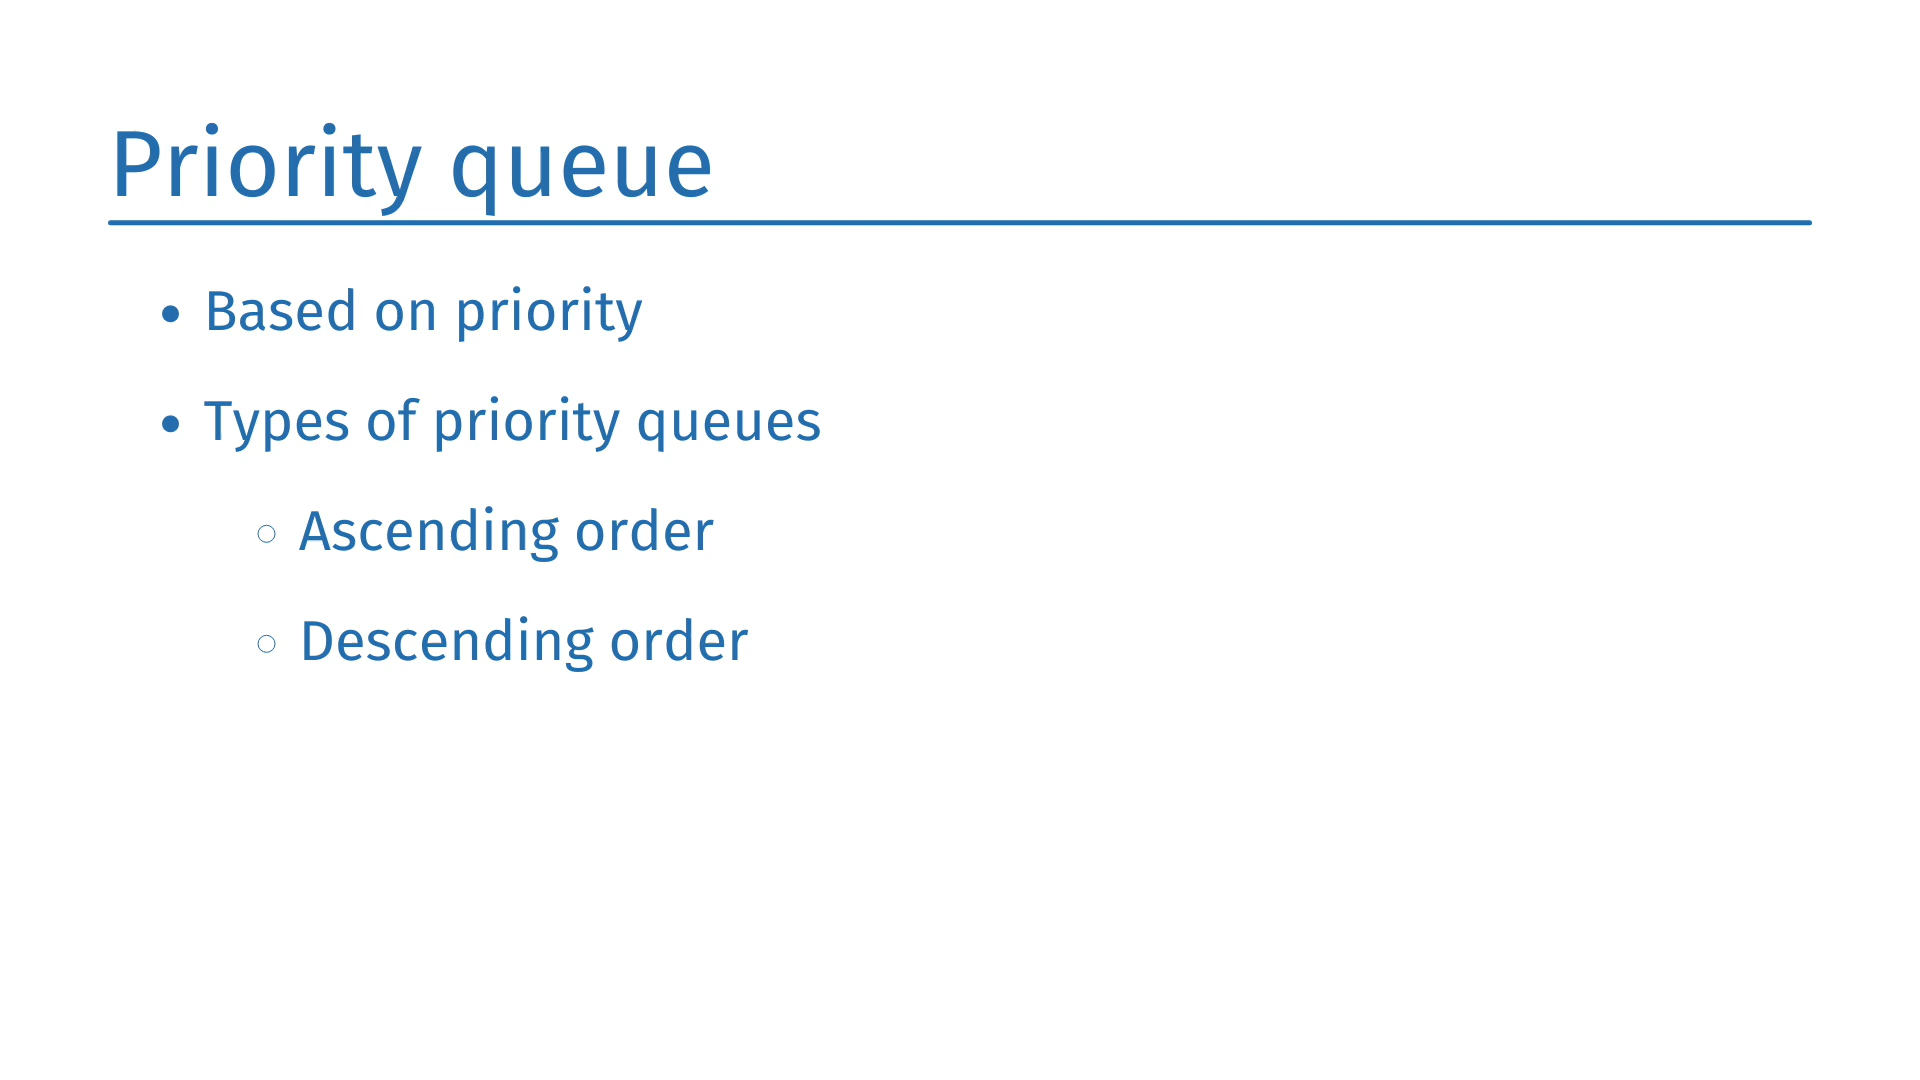 Priority queue
• Based on priority
• Types of priority queues
○ Ascending order
○ Descending order